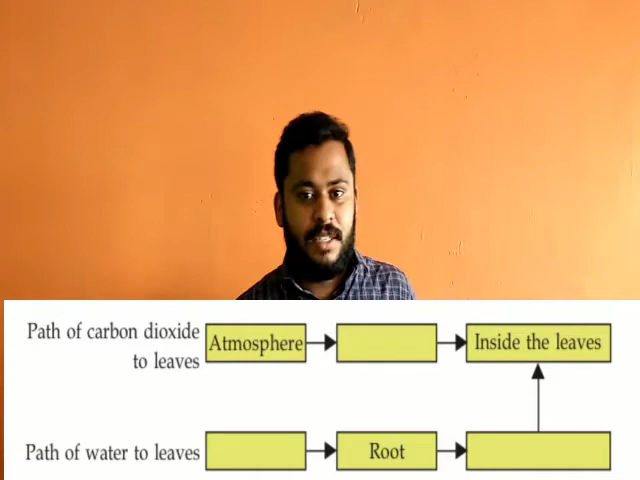 Path of carbon dioxide
to leaves
Atmosphere
Inside the leaves
Path of water to leaves
Root